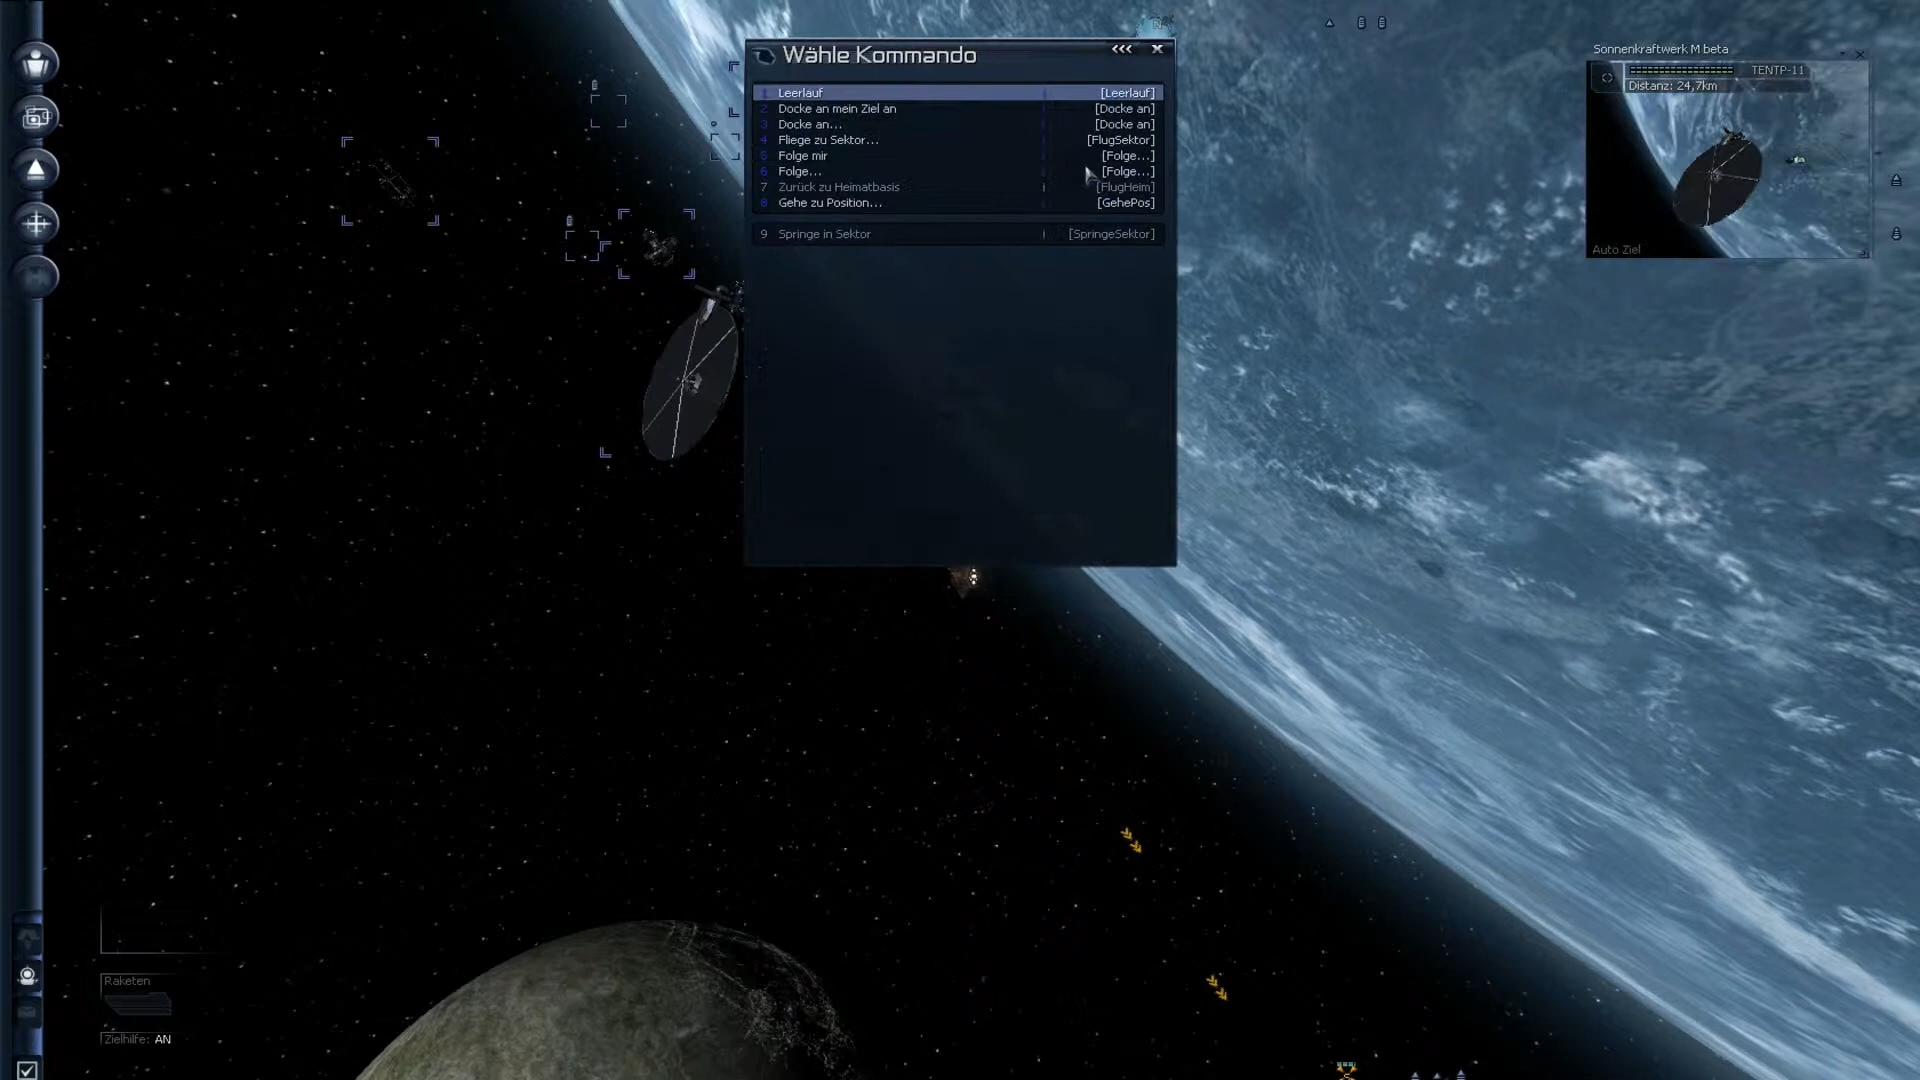 Wähle Kommando
1 Leerlauf [Leerlauf]
2 Docke an mein Ziel an [Docke an]
3 Docke an... [Docke an]
4 Fliege zu Sektor... [FlugSektor]
5 Folge mir [Folge...]
6 Folge... [Folge...]
7 Zurück zu Heimatbasis [FlugHeim]
8 Gehe zu Position... [GehePos]
9 Springe in Sektor [SpringeSektor]
Sonnenkraftwerk M beta
TENTP-11
Distanz: 24,7km
Auto Ziel
Raketen
Zielhilfe: AN